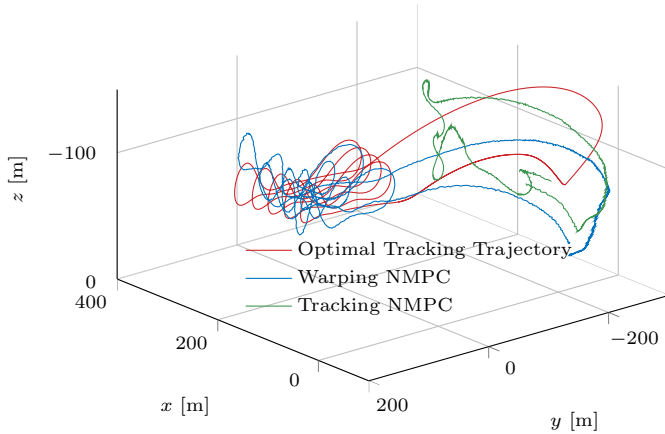 −100
z [m]
0
400
200
0
x [m]
200
0
−200
y [m]
Optimal Tracking Trajectory
Warping NMPC
Tracking NMPC